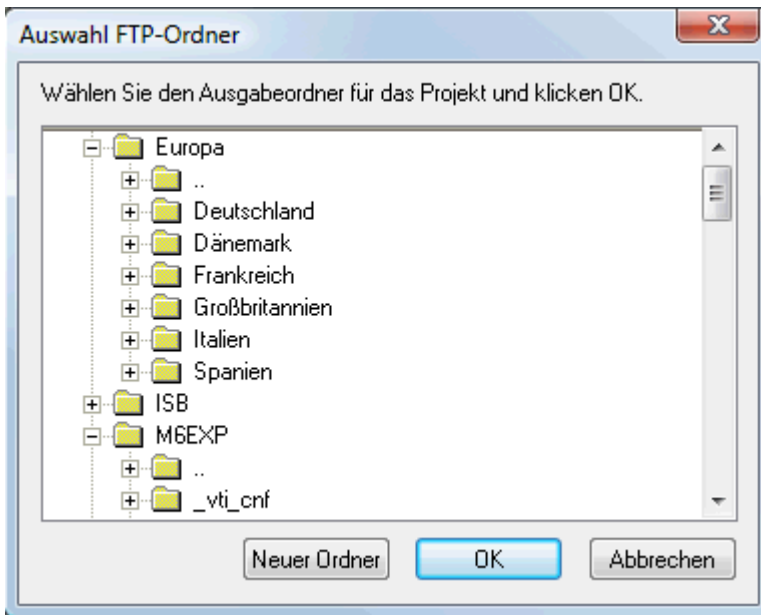 Auswahl FTP-Ordner
Wählen Sie den Ausgabeordner für das Projekt und klicken OK.
Europa
..
Deutschland
Dänemark
Frankreich
Großbritannien
Italien
Spanien
ISB
M6EXP
..
_vti_cnf
Neuer Ordner OK Abbrechen